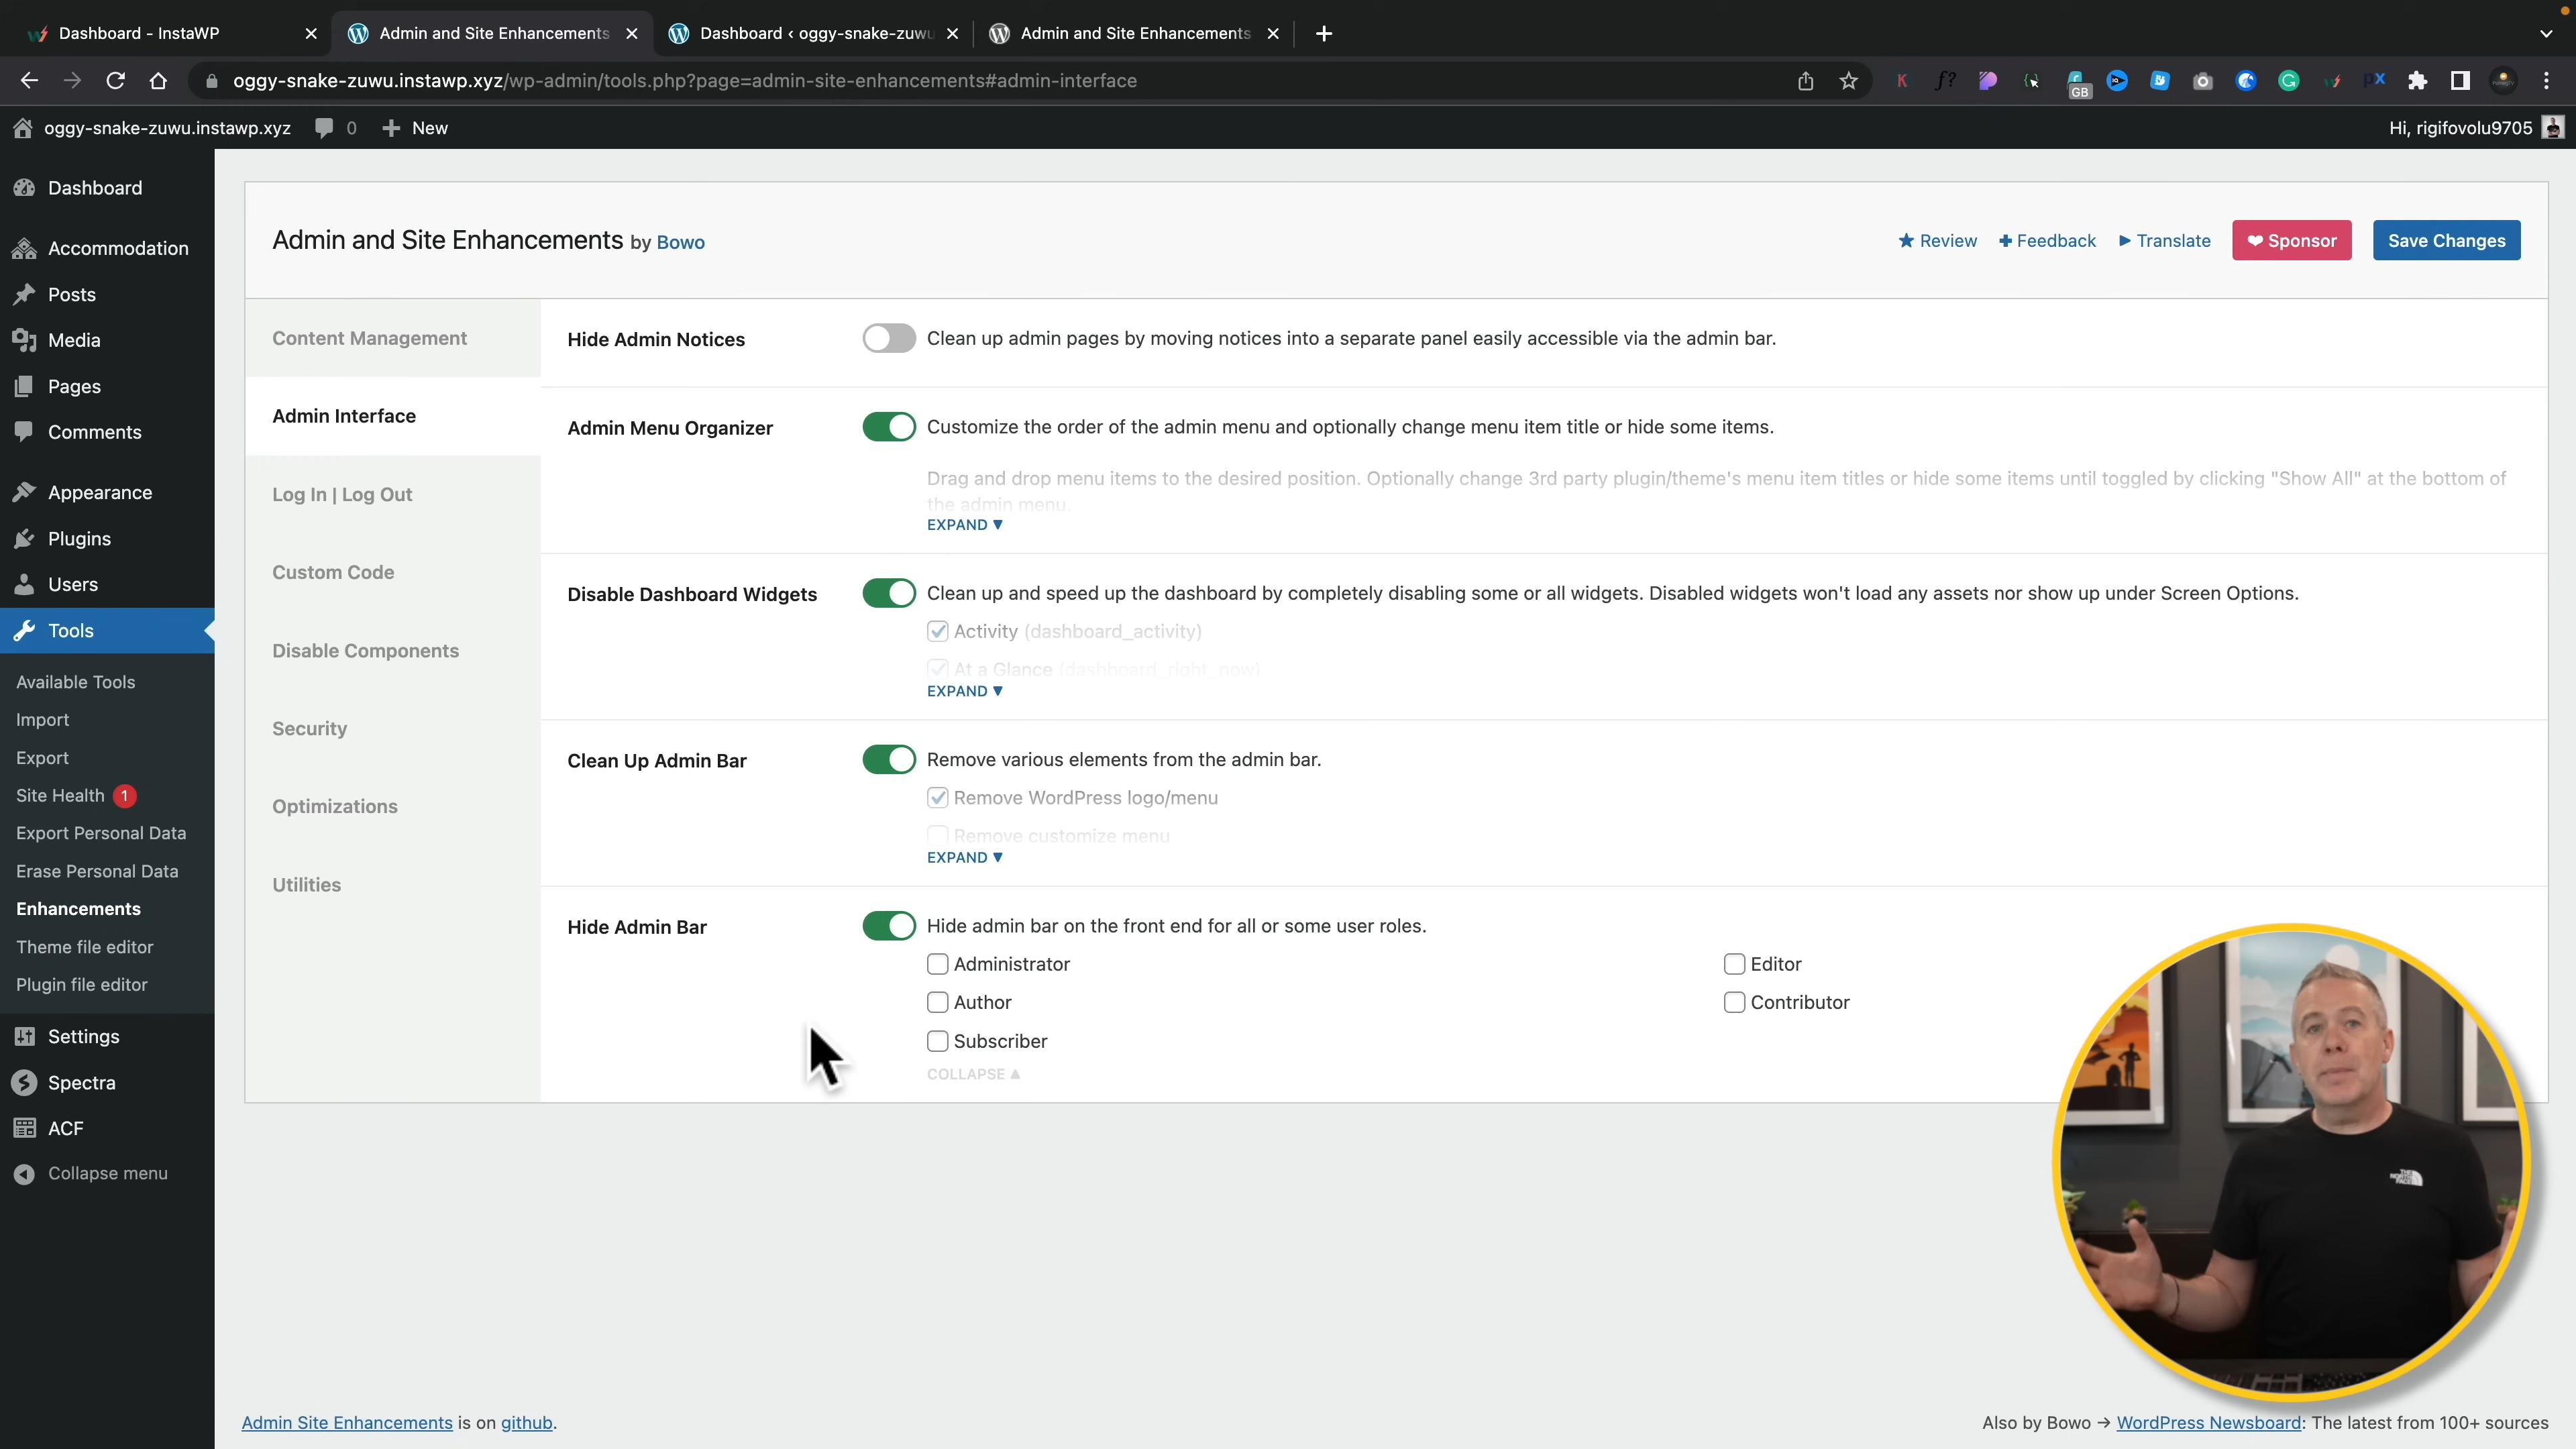 Dashboard - InstaWP
Admin and Site Enhancements
Dashboard ‹ oggy-snake-zuwu
Admin and Site Enhancements
oggy-snake-zuwu.instawp.xyz/wp-admin/tools.php?page=admin-site-enhancements#admin-interface
GB
oggy-snake-zuwu.instawp.xyz 0 New
Hi, rigifovolu9705
Dashboard
Accommodation
Posts
Media
Pages
Comments
Appearance
Plugins
Users
Tools
Available Tools
Import
Export
Site Health 1
Export Personal Data
Erase Personal Data
Enhancements
Theme file editor
Plugin file editor
Settings
Spectra
ACF
Collapse menu
Admin and Site Enhancements by Bowo
Review Feedback Translate Sponsor Save Changes
Content Management
Admin Interface
Log In | Log Out
Custom Code
Disable Components
Security
Optimizations
Utilities
Hide Admin Notices
Clean up admin pages by moving notices into a separate panel easily accessible via the admin bar.
Admin Menu Organizer
Customize the order of the admin menu and optionally change menu item title or hide some items.
Drag and drop menu items to the desired position. Optionally change 3rd party plugin/theme's menu item titles or hide some items until toggled by clicking "Show All" at the bottom of
the admin menu.
EXPAND ▼
Disable Dashboard Widgets
Clean up and speed up the dashboard by completely disabling some or all widgets. Disabled widgets won't load any assets nor show up under Screen Options.
Activity (dashboard_activity)
At a Glance (dashboard_right_now)
EXPAND ▼
Clean Up Admin Bar
Remove various elements from the admin bar.
Remove WordPress logo/menu
Remove customize menu
EXPAND ▼
Hide Admin Bar
Hide admin bar on the front end for all or some user roles.
Administrator
Editor
Author
Contributor
Subscriber
COLLAPSE ▲
THE NORTH FACE
Admin Site Enhancements is on github.
Also by Bowo → WordPress Newsboard: The latest from 100+ sources